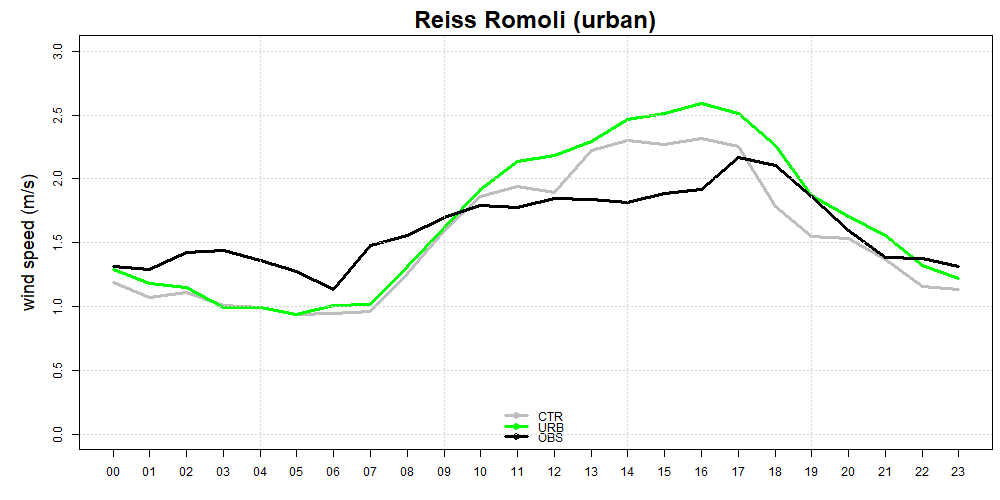 Reiss Romoli (urban)
wind speed (m/s)
3.0
2.5
2.0
1.5
1.0
0.5
0.0
CTR
URB
OBS
00 01 02 03 04 05 06 07 08 09 10 11 12 13 14 15 16 17 18 19 20 21 22 23